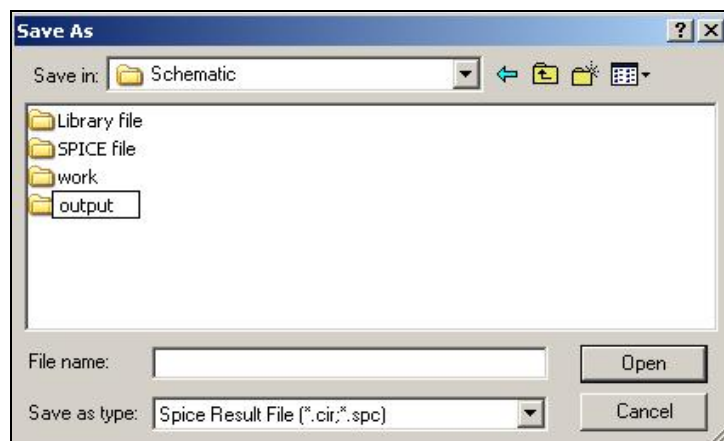 Save As
Save in: Schematic
Library file
SPICE file
work
output
File name:
Open
Save as type: Spice Result File (*.cir;*.spc)
Cancel